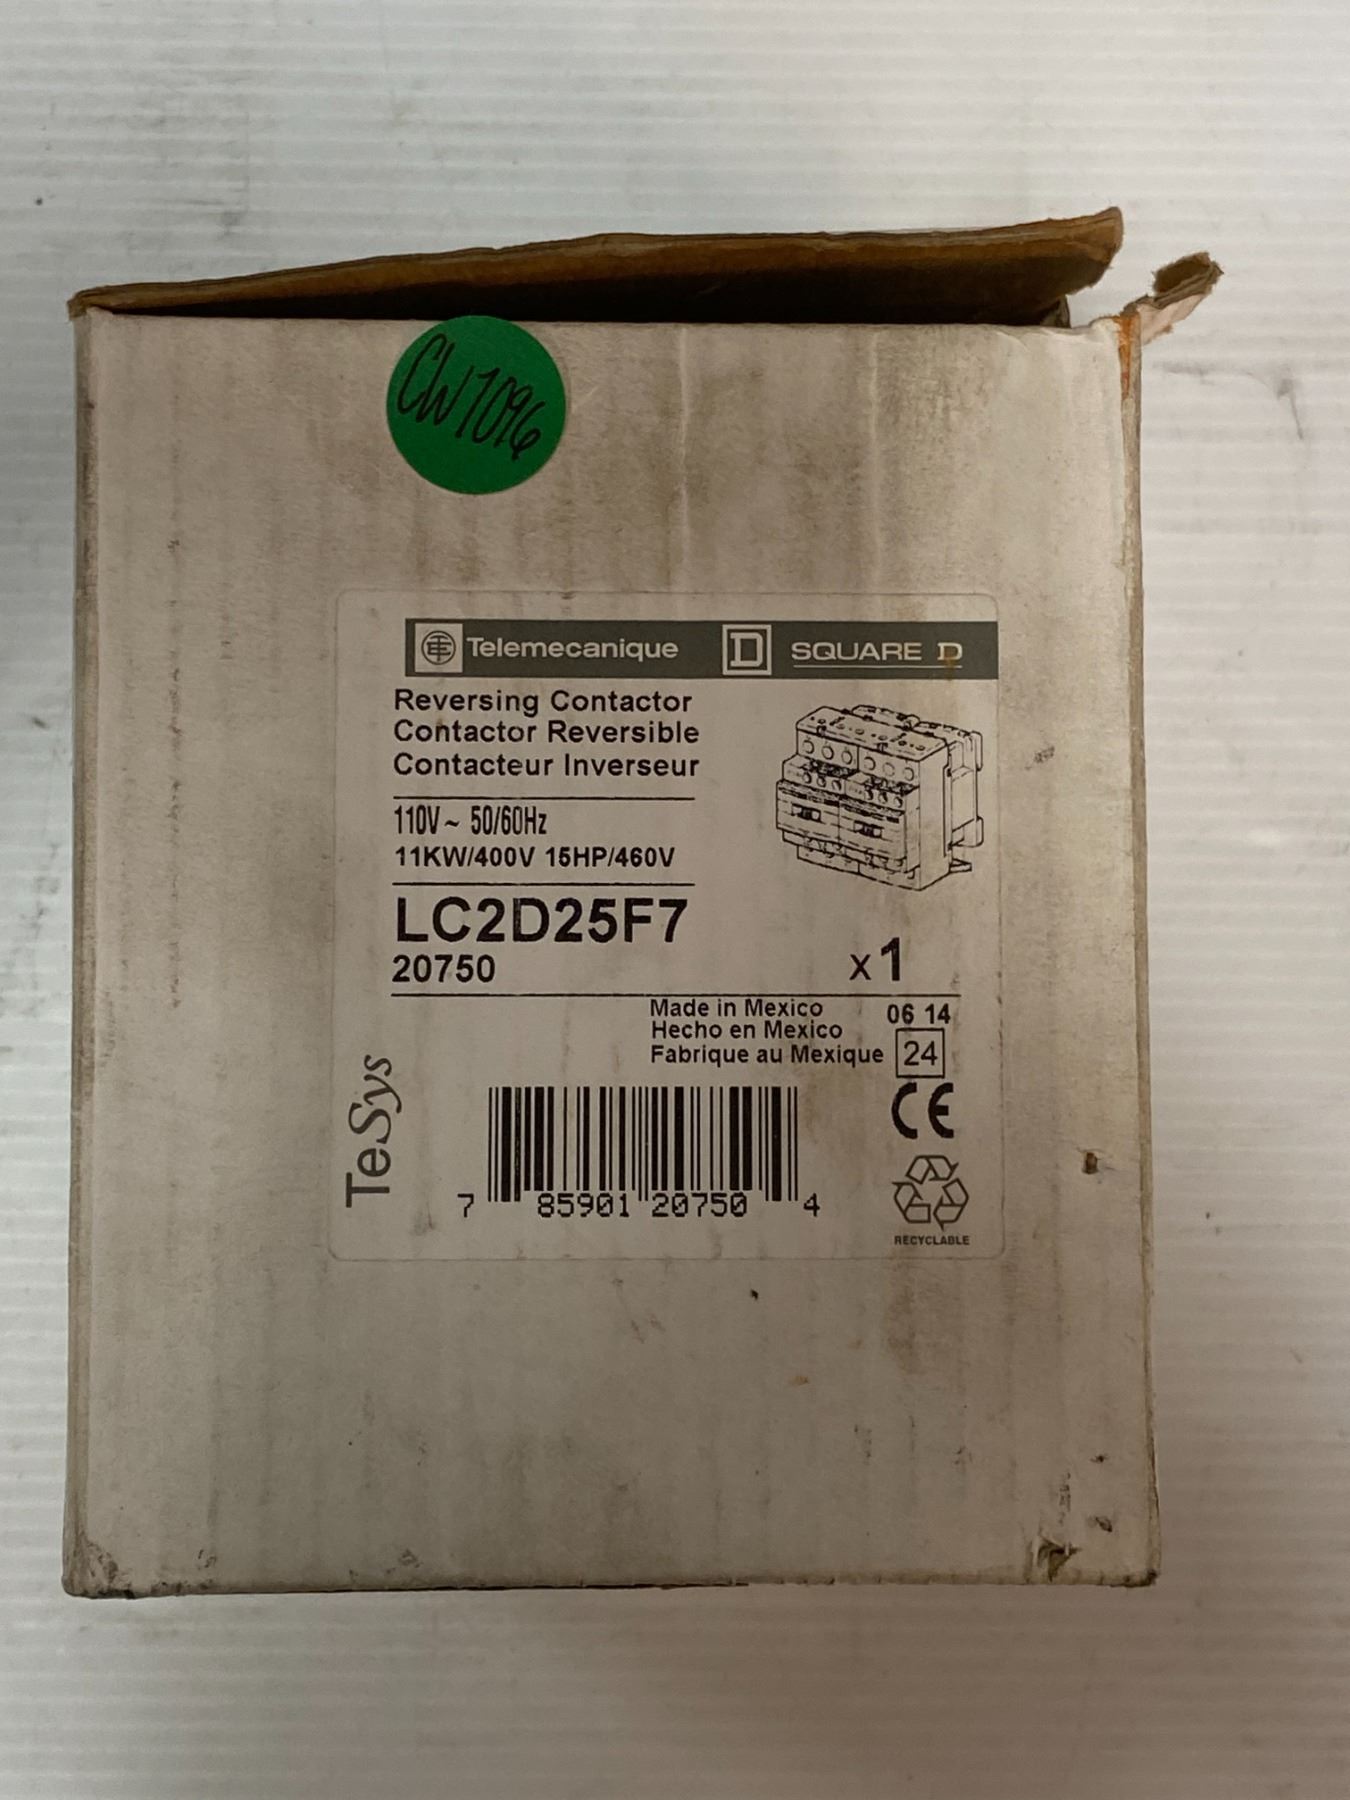 CW7096
Telemecanique D SQUARE D
Reversing Contactor
Contactor Reversible
Contacteur Inverseur
110V ~ 50/60Hz
11KW/400V 15HP/460V
LC2D25F7
20750
x 1
Made in Mexico
Hecho en Mexico
Fabrique au Mexique
06 14
24
CE
TeSys
7 85901 20750 4
RECYCLABLE